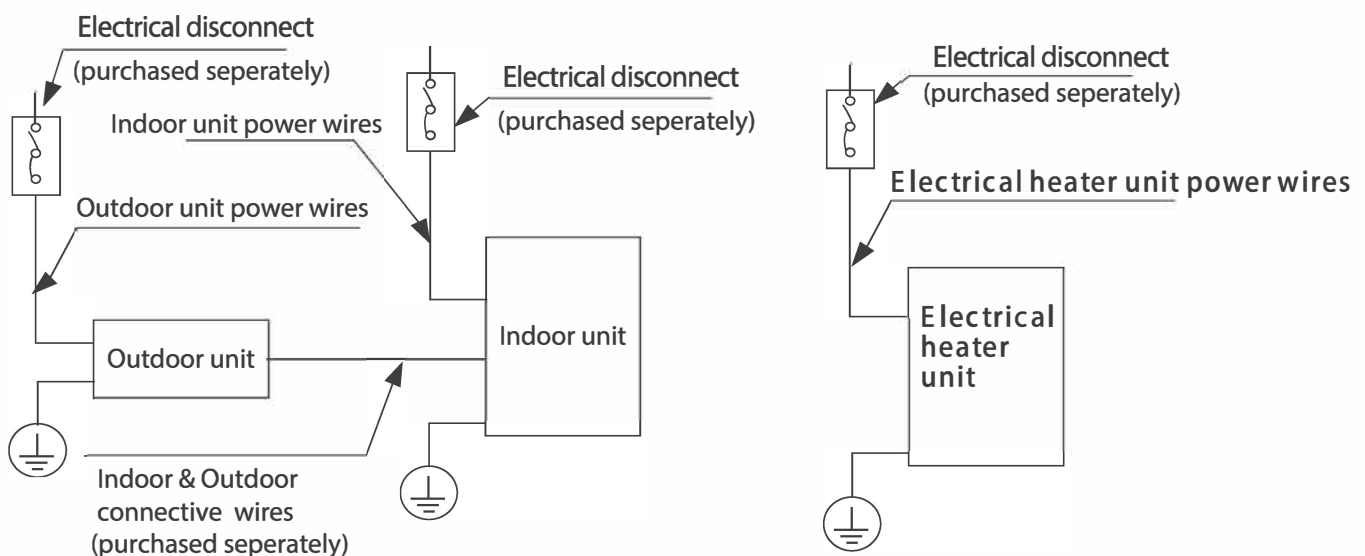 Electrical disconnect
(purchased seperately)
Electrical disconnect
(purchased seperately)
Electrical disconnect
(purchased seperately)
Indoor unit power wires
Outdoor unit power wires
Electrical heater unit power wires
Outdoor unit
Indoor unit
Electrical
heater
unit
Indoor & Outdoor
connective wires
(purchased seperately)